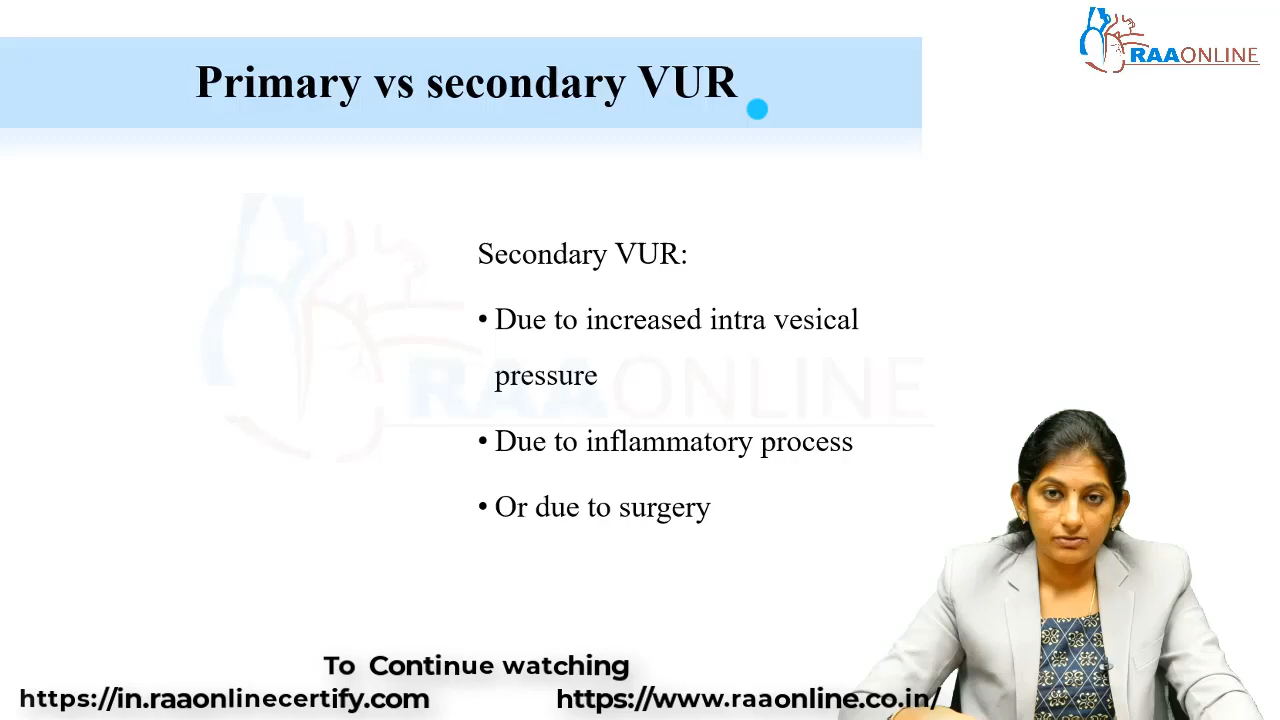 RAAONLINE
Primary vs secondary VUR
Secondary VUR:
• Due to increased intra vesical
pressure
RAAONLINE
• Due to inflammatory process
• Or due to surgery
To Continue watching
https://in.raaonlinecertify.com https://www.raaonline.co.in/